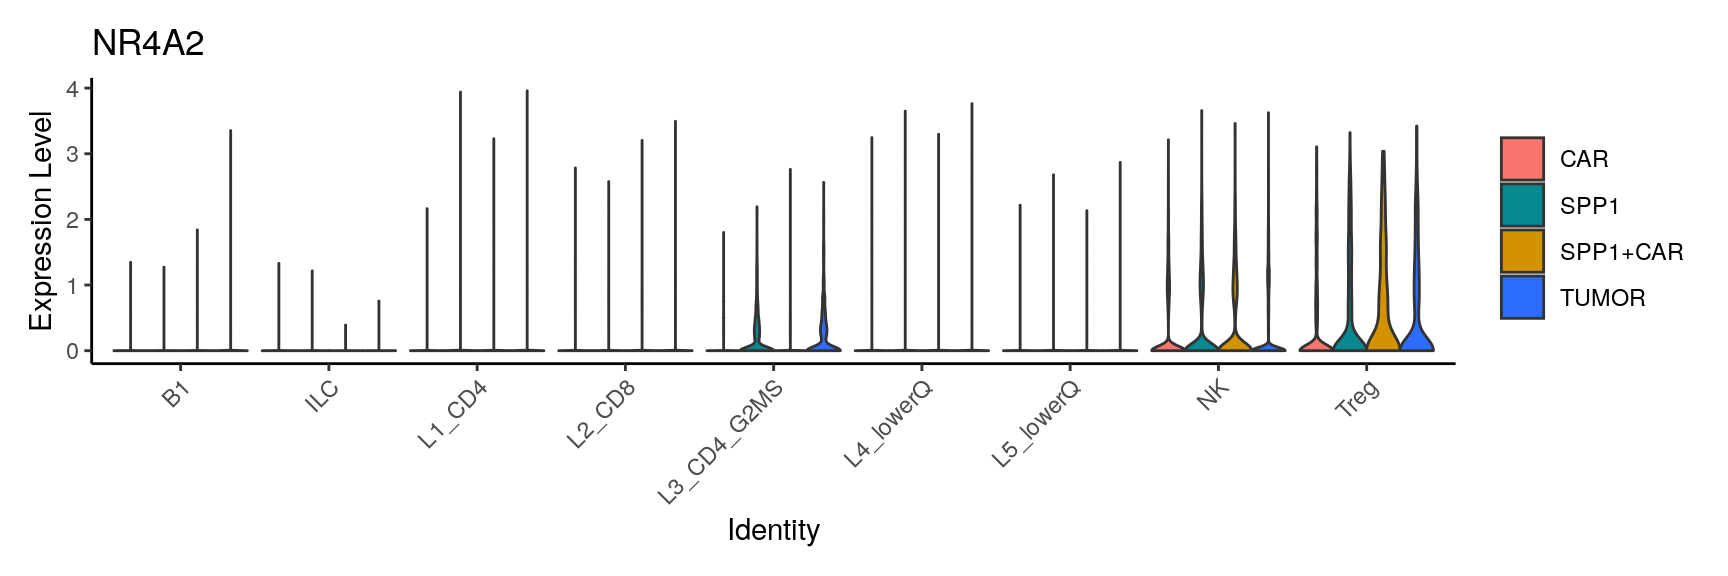 NR4A2
Expression Level
4
3
2
1
0
B1
ILC
L1_CD4
L2_CD8
L3_CD4_G2MS
L4_lowerQ
L5_lowerQ
NK
Treg
Identity
CAR
SPP1
SPP1+CAR
TUMOR